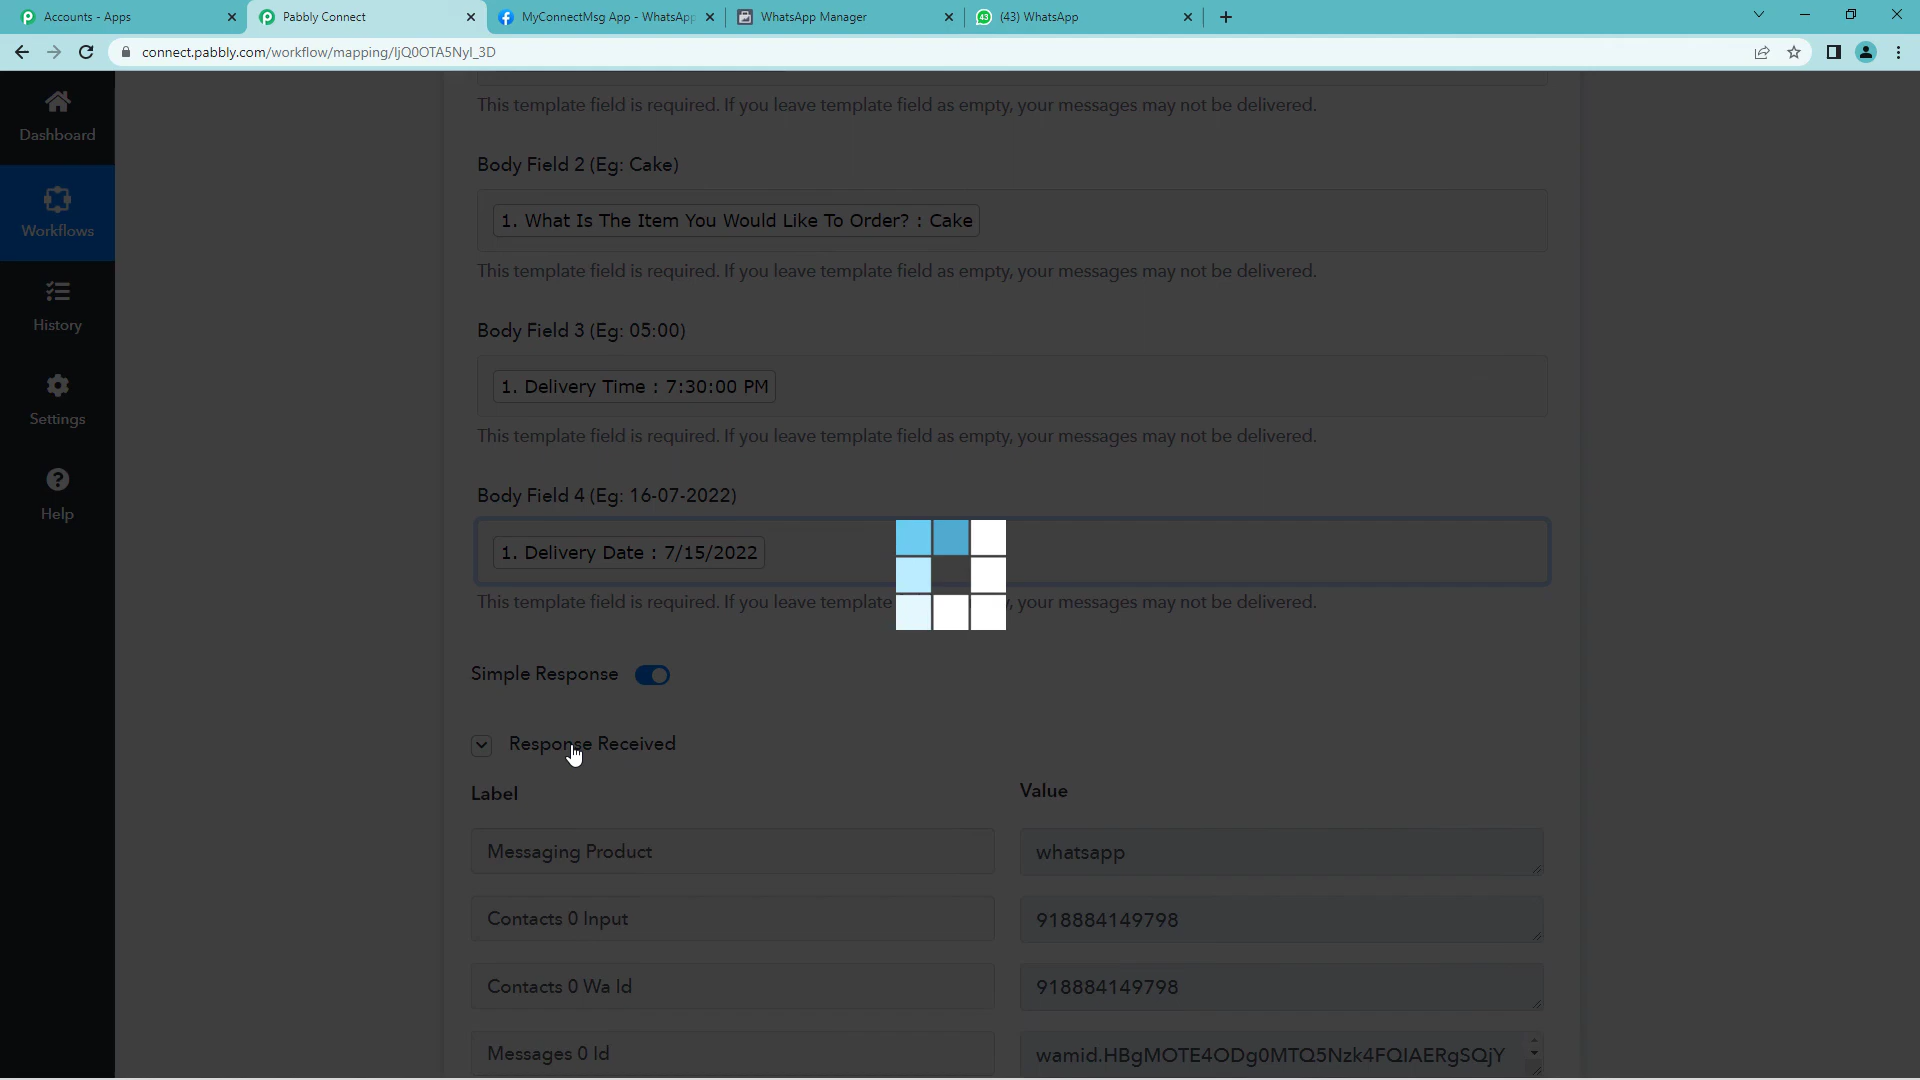 Accounts - Apps
Pabbly Connect
MyConnectMsg App - WhatsApp
WhatsApp Manager
(43) WhatsApp
connect.pabbly.com/workflow/mapping/IjQ0OTA5NyI_3D
Dashboard
Workflows
History
Settings
Help
This template field is required. If you leave template field as empty, your messages may not be delivered.
Body Field 2 (Eg: Cake)
1. What Is The Item You Would Like To Order? : Cake
This template field is required. If you leave template field as empty, your messages may not be delivered.
Body Field 3 (Eg: 05:00)
1. Delivery Time : 7:30:00 PM
This template field is required. If you leave template field as empty, your messages may not be delivered.
Body Field 4 (Eg: 16-07-2022)
1. Delivery Date : 7/15/2022
This template field is required. If you leave template , your messages may not be delivered.
Simple Response
Response Received
Label
Value
Messaging Product
whatsapp
Contacts 0 Input
918884149798
Contacts 0 Wa Id
918884149798
Messages 0 Id
wamid.HBgMOTE4ODg0MTQ5Nzk4FQIAERgSQjY